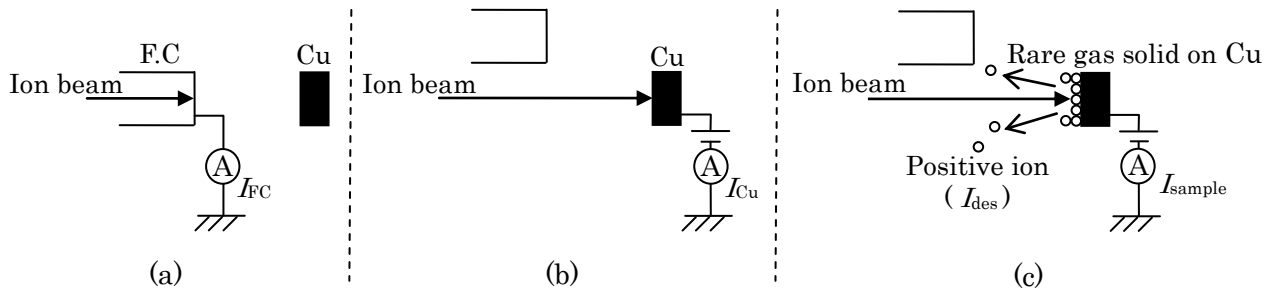 F.C
Cu
Ion beam
A
I_FC
(a)
Cu
Ion beam
A
I_Cu
(b)
Rare gas solid on Cu
Ion beam
Positive ion
( I_des )
A
I_sample
(c)